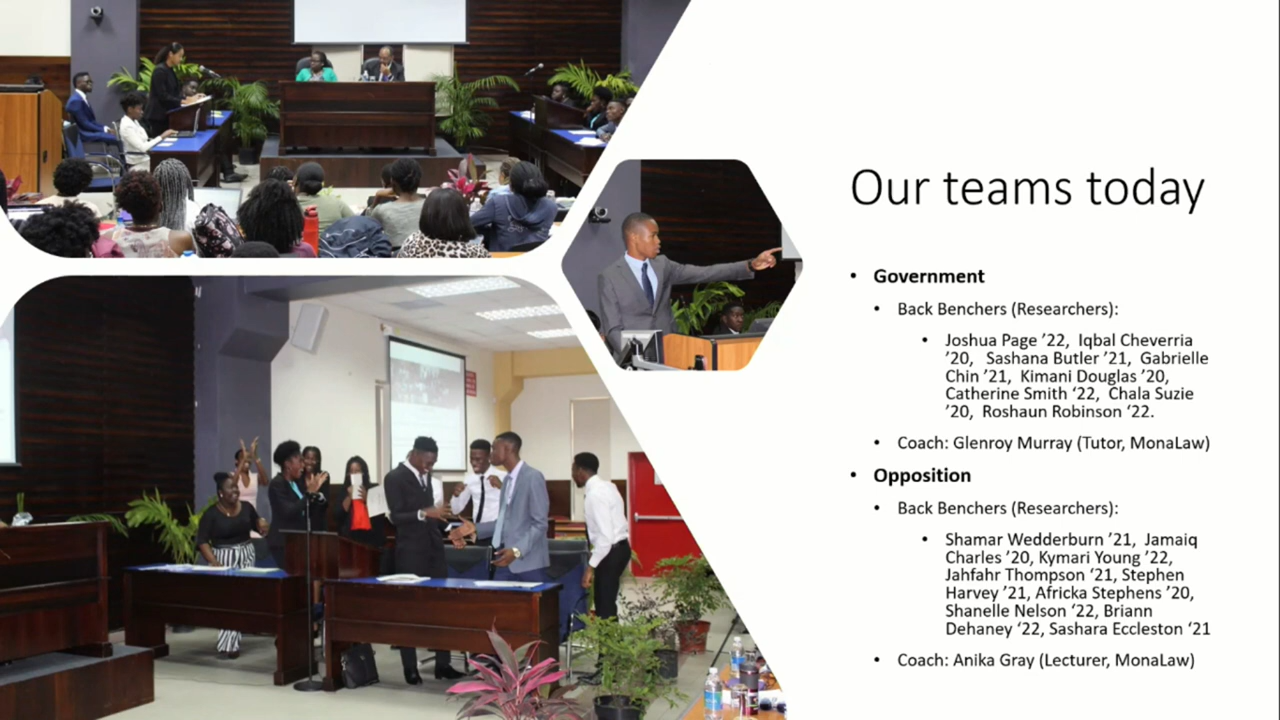 Our teams today
• Government
• Back Benchers (Researchers):
• Joshua Page ’22, Iqbal Cheverria
’20, Sashana Butler ’21, Gabrielle
Chin ’21, Kimani Douglas ’20,
Catherine Smith ‘22, Chala Suzie
’20, Roshaun Robinson ‘22.
• Coach: Glenroy Murray (Tutor, MonaLaw)
• Opposition
• Back Benchers (Researchers):
• Shamar Wedderburn ’21, Jamaiq
Charles ’20, Kymari Young ’22,
Jahfahr Thompson ’21, Stephen
Harvey ’21, Africka Stephens ’20,
Shanelle Nelson ‘22, Briann
Dehaney ‘22, Sashara Eccleston ‘21
• Coach: Anika Gray (Lecturer, MonaLaw)